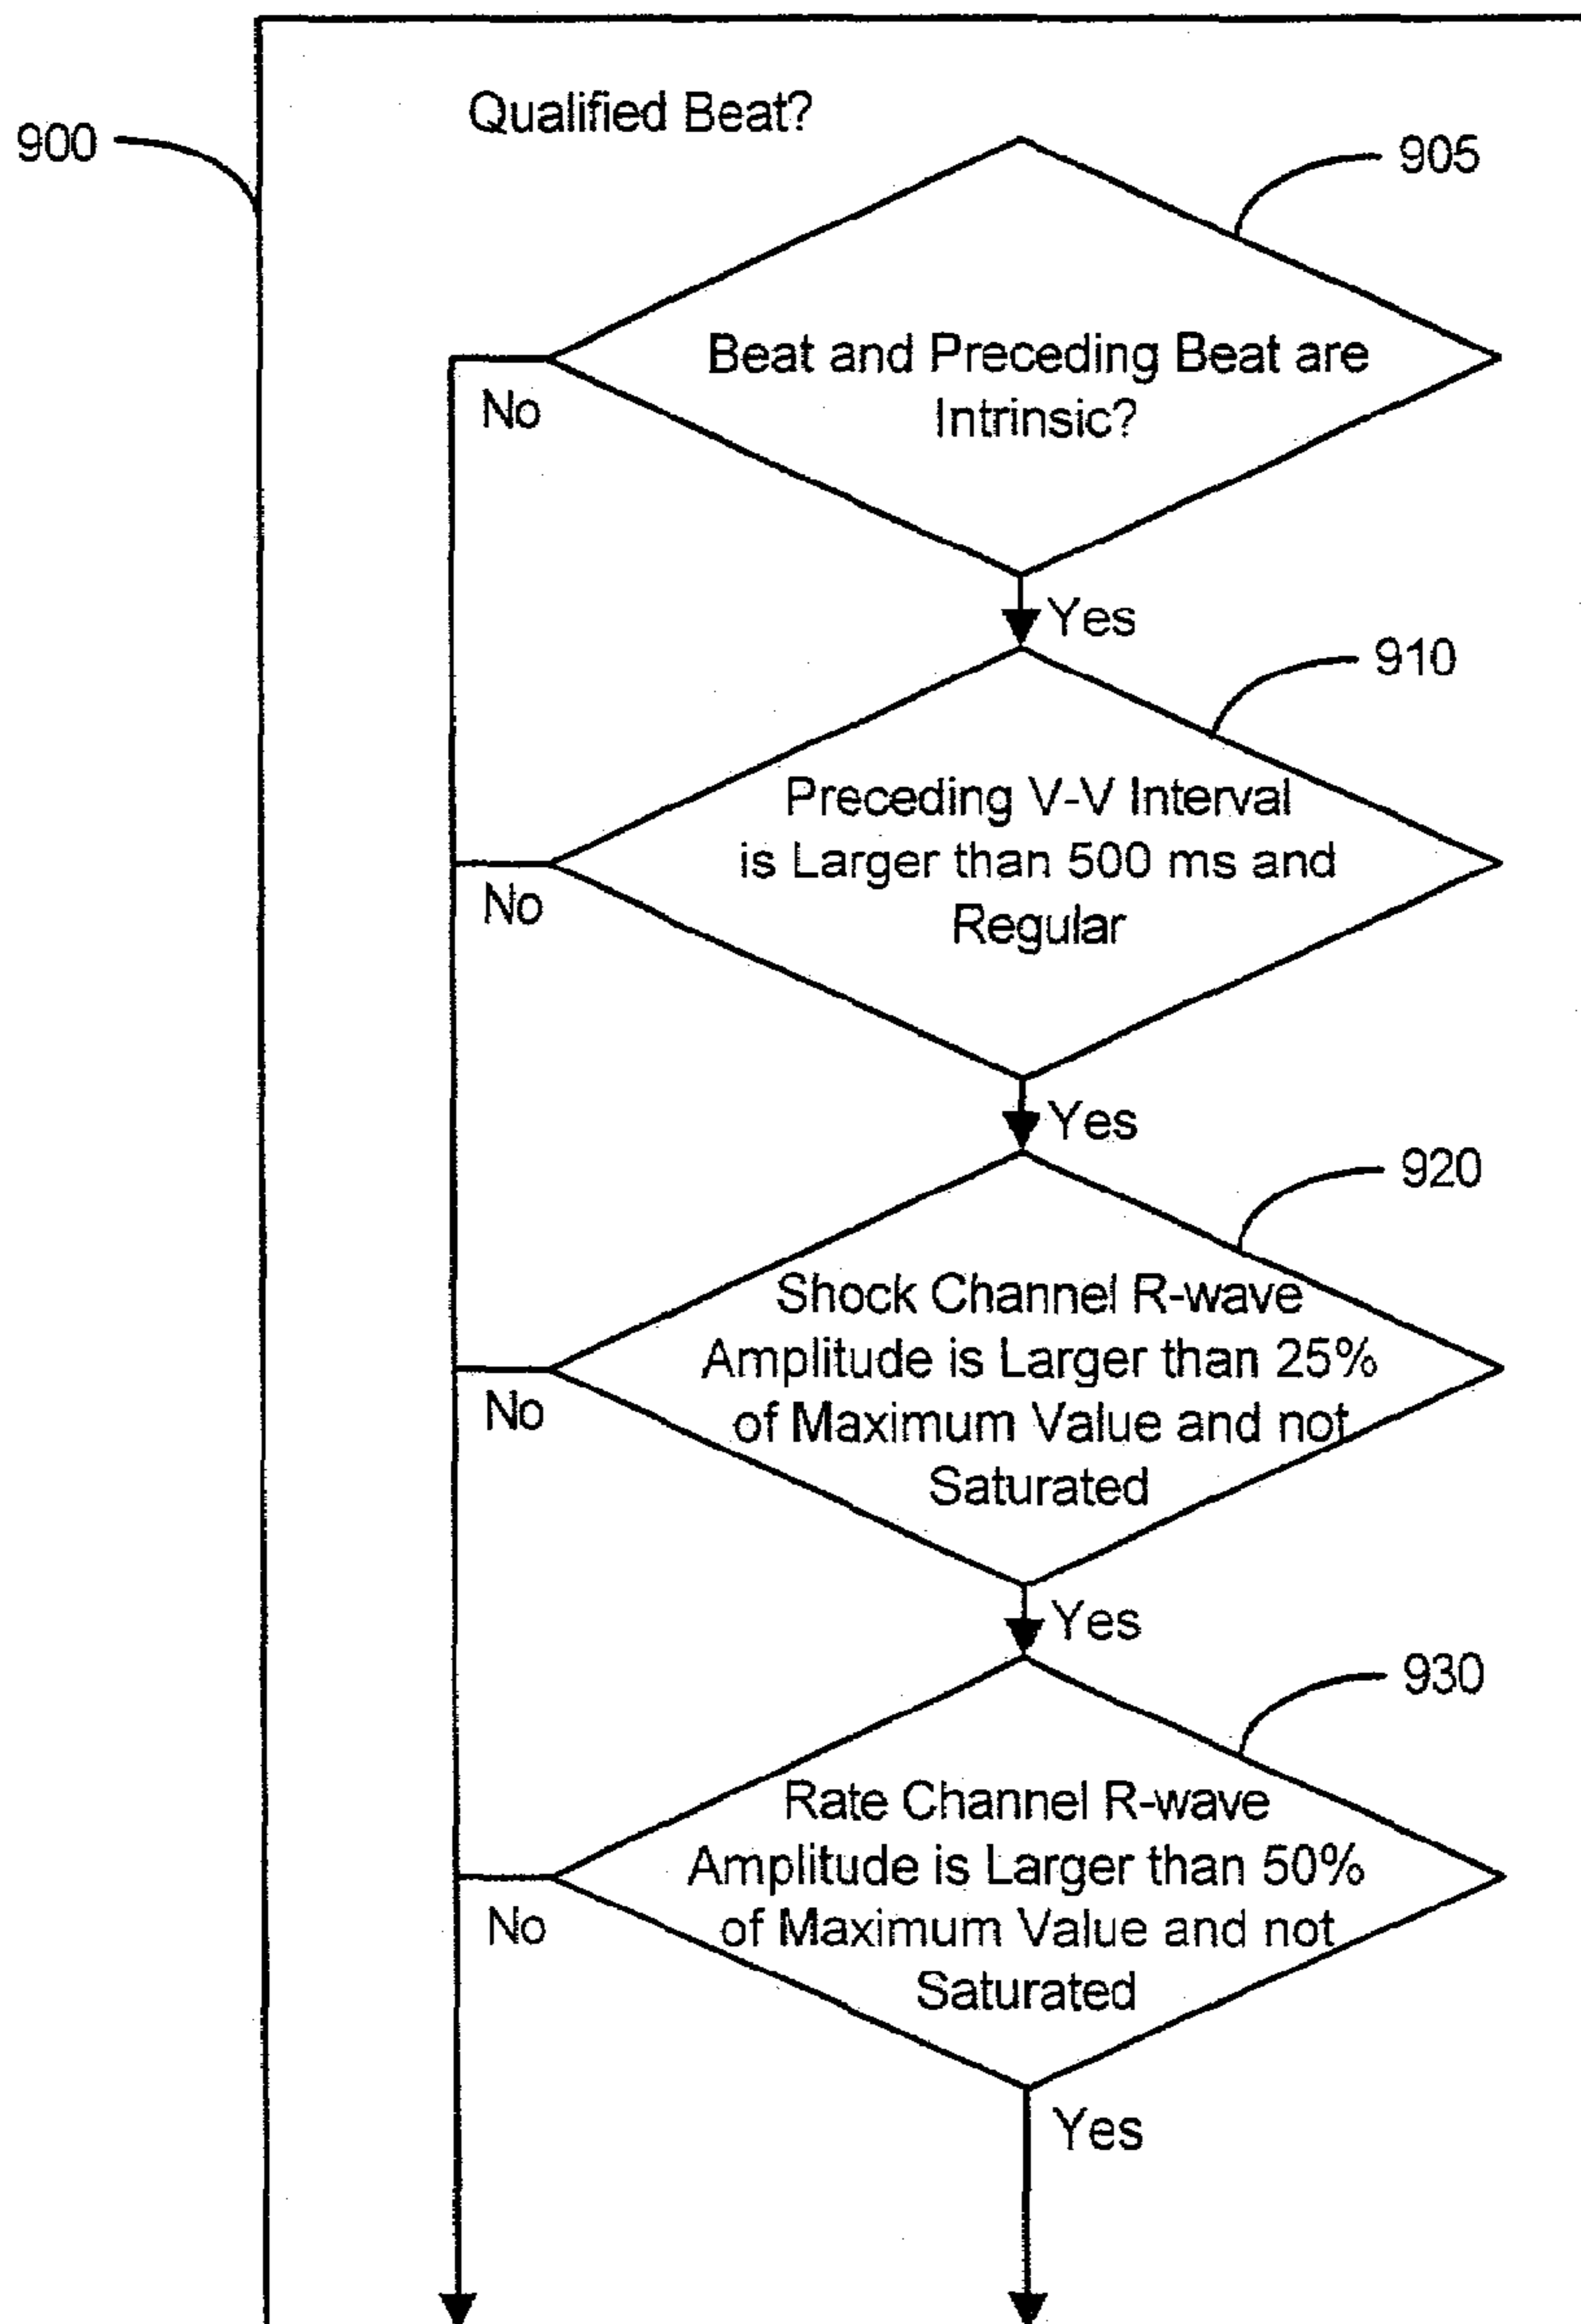 Qualified Beat?
900
905
Beat and Preceding Beat are
Intrinsic?
No
Yes
910
Preceding V-V Interval
is Larger than 500 ms and
Regular
No
Yes
920
Shock Channel R-wave
Amplitude is Larger than 25%
of Maximum Value and not
Saturated
No
Yes
930
Rate Channel R-wave
Amplitude is Larger than 50%
of Maximum Value and not
Saturated
No
Yes